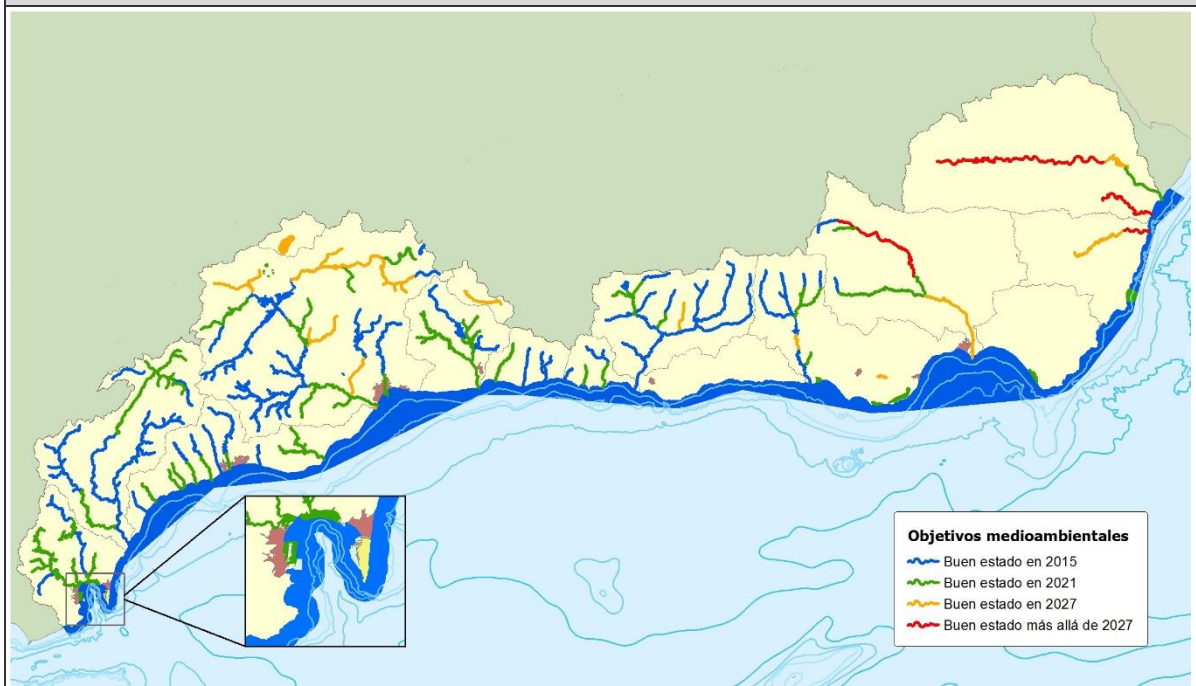 Objetivos medioambientales
Buen estado en 2015
Buen estado en 2021
Buen estado en 2027
Buen estado más allá de 2027